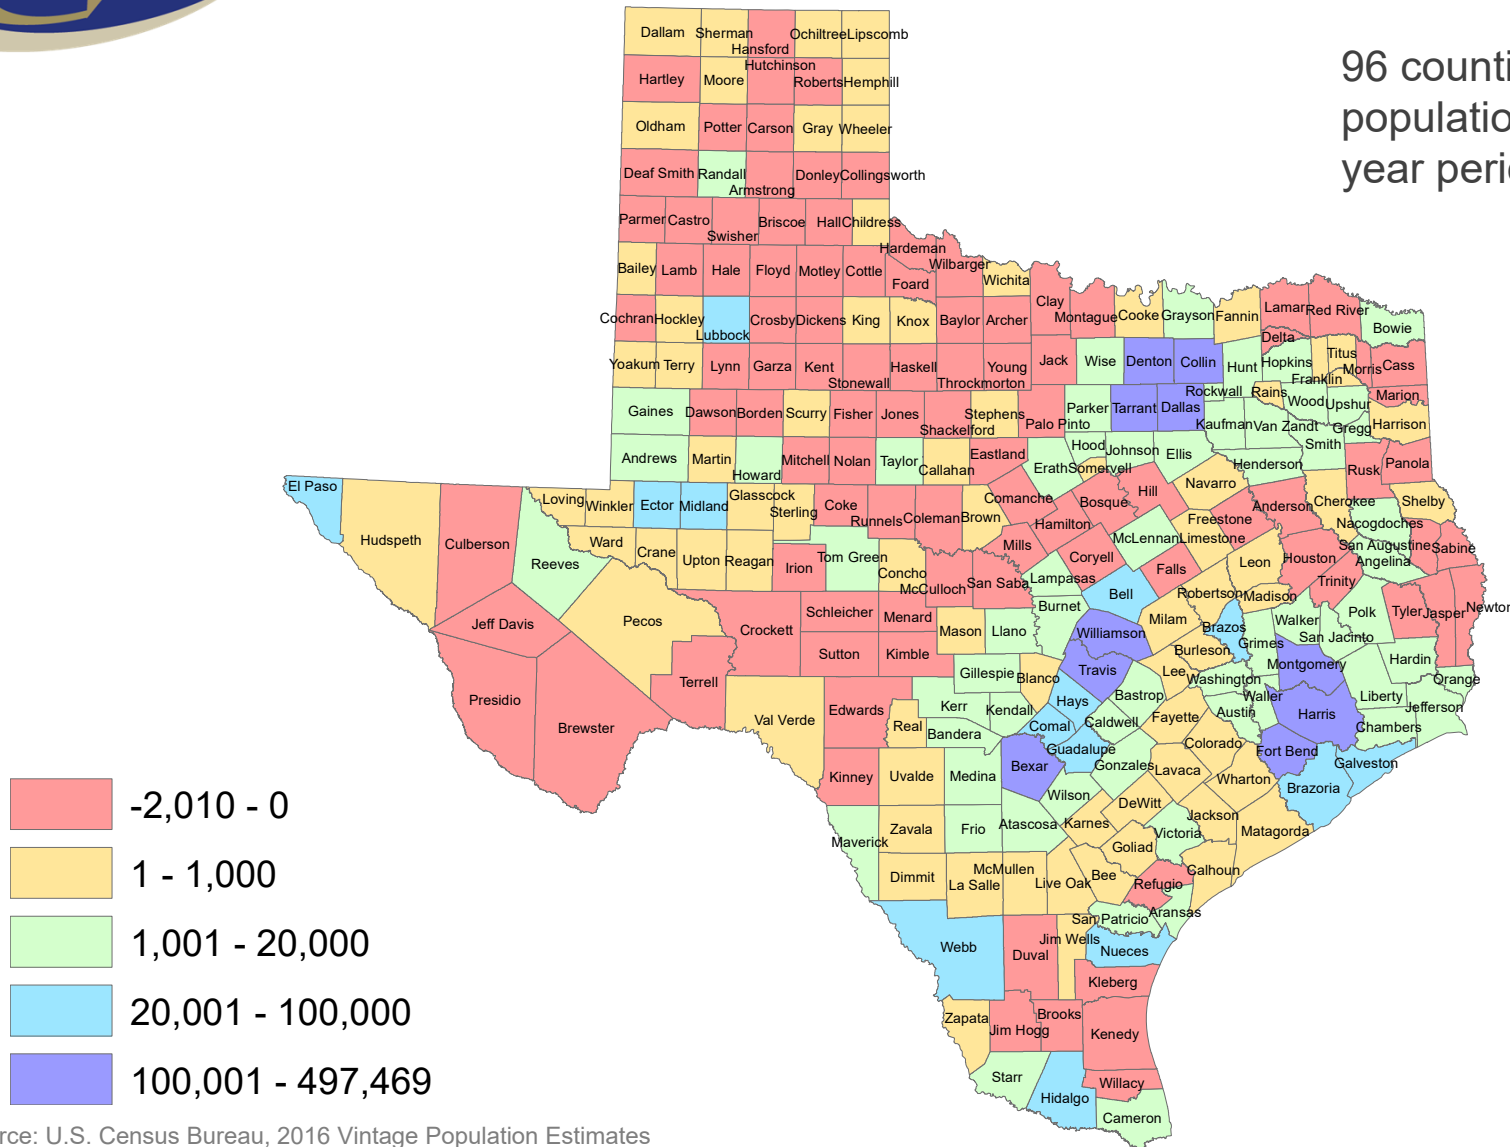 96 counti
populatio
year peri
Dallam Sherman Hansford Ochiltree Lipscomb
Hartley Moore Hutchinson Roberts Hemphill
Oldham Potter Carson Gray Wheeler
Deaf Smith Randall Armstrong Donley Collingsworth
Parmer Castro Swisher Briscoe Hall Childress
Hardeman
Bailey Lamb Hale Floyd Motley Cottle Foard Wilbarger Wichita
Clay Montague Cooke Grayson Fannin Lamar Red River Bowie
Cochran Hockley Lubbock Crosby Dickens King Knox Baylor Archer
Delta
Yoakum Terry Lynn Garza Kent Stonewall Haskell Throckmorton Young Jack Wise Denton Collin Hunt Hopkins Franklin Titus Morris Cass
Gaines Dawson Borden Scurry Fisher Jones Shackelford Stephens Palo Pinto Parker Tarrant Dallas Rockwall Kaufman Rains Van Zandt Wood Upshur Gregg Marion Harrison
Andrews Martin Howard Mitchell Nolan Taylor Callahan Eastland Erath Hood Somervell Johnson Ellis Henderson Smith Rusk Panola
El Paso Hudspeth Culberson Reeves Loving Winkler Ector Midland Glasscock Sterling Coke Runnels Coleman Brown Comanche Hamilton Bosque Hill Navarro Freestone Anderson Cherokee Nacogdoches Shelby
Ward Crane Upton Reagan Irion Tom Green Concho McCulloch San Saba Mills Lampasas Coryell McLennan Limestone Falls Leon Houston Trinity Angelina San Augustine Sabine
Jeff Davis Pecos Crockett Schleicher Menard Mason Llano Burnet Bell Milam Robertson Madison Brazos Grimes Walker San Jacinto Polk Tyler Jasper Newton
Presidio Brewster Terrell Sutton Kimble Gillespie Blanco Williamson Travis Burleson Lee Washington Montgomery Hardin Orange
Val Verde Edwards Real Kerr Bandera Kendall Comal Hays Caldwell Bastrop Fayette Austin Waller Harris Liberty Chambers Jefferson
Kinney Uvalde Medina Bexar Guadalupe Gonzales Lavaca Colorado Wharton Fort Bend Brazoria Galveston
Maverick Zavala Frio Atascosa Wilson Karnes DeWitt Victoria Jackson Matagorda
Dimmit La Salle McMullen Live Oak Bee Goliad Refugio Calhoun
Webb Duval Jim Wells San Patricio Aransas Nueces
Kleberg
Zapata Jim Hogg Brooks Kenedy
Starr Hidalgo Willacy
Cameron
-2,010 - 0
1 - 1,000
1,001 - 20,000
20,001 - 100,000
100,001 - 497,469
rce: U.S. Census Bureau, 2016 Vintage Population Estimates